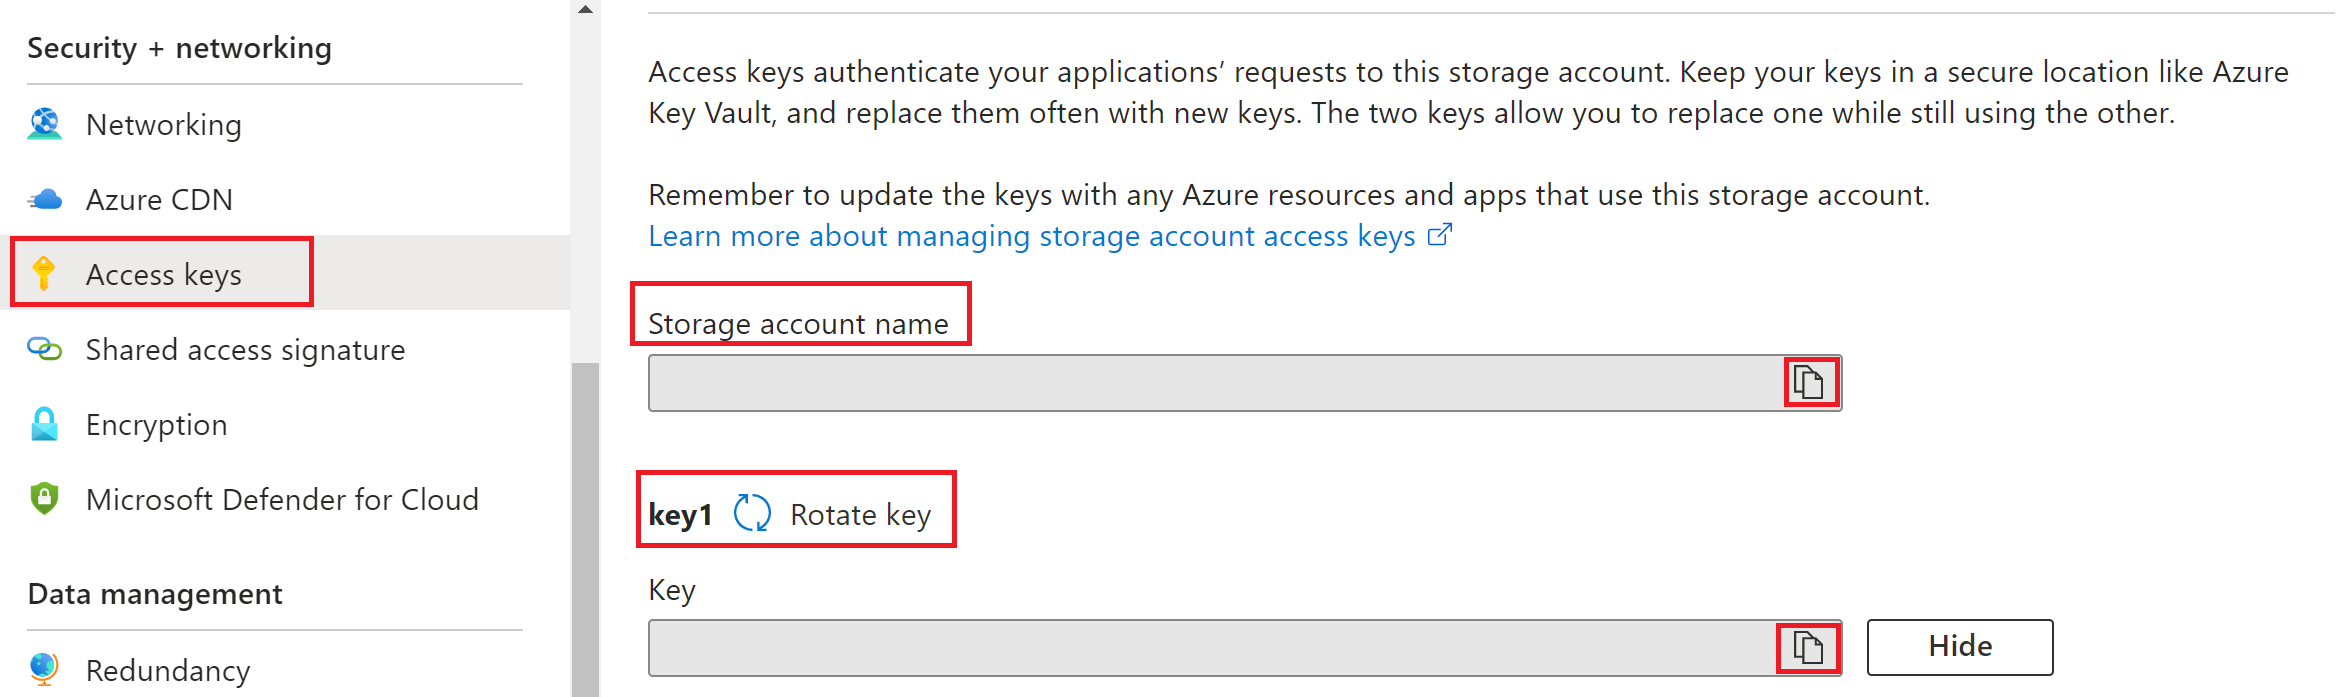 Security + networking
Networking
Azure CDN
Access keys
Shared access signature
Encryption
Microsoft Defender for Cloud
Data management
Redundancy
Access keys authenticate your applications’ requests to this storage account. Keep your keys in a secure location like Azure
Key Vault, and replace them often with new keys. The two keys allow you to replace one while still using the other.
Remember to update the keys with any Azure resources and apps that use this storage account.
Learn more about managing storage account access keys
Storage account name
key1 Rotate key
Key
Hide